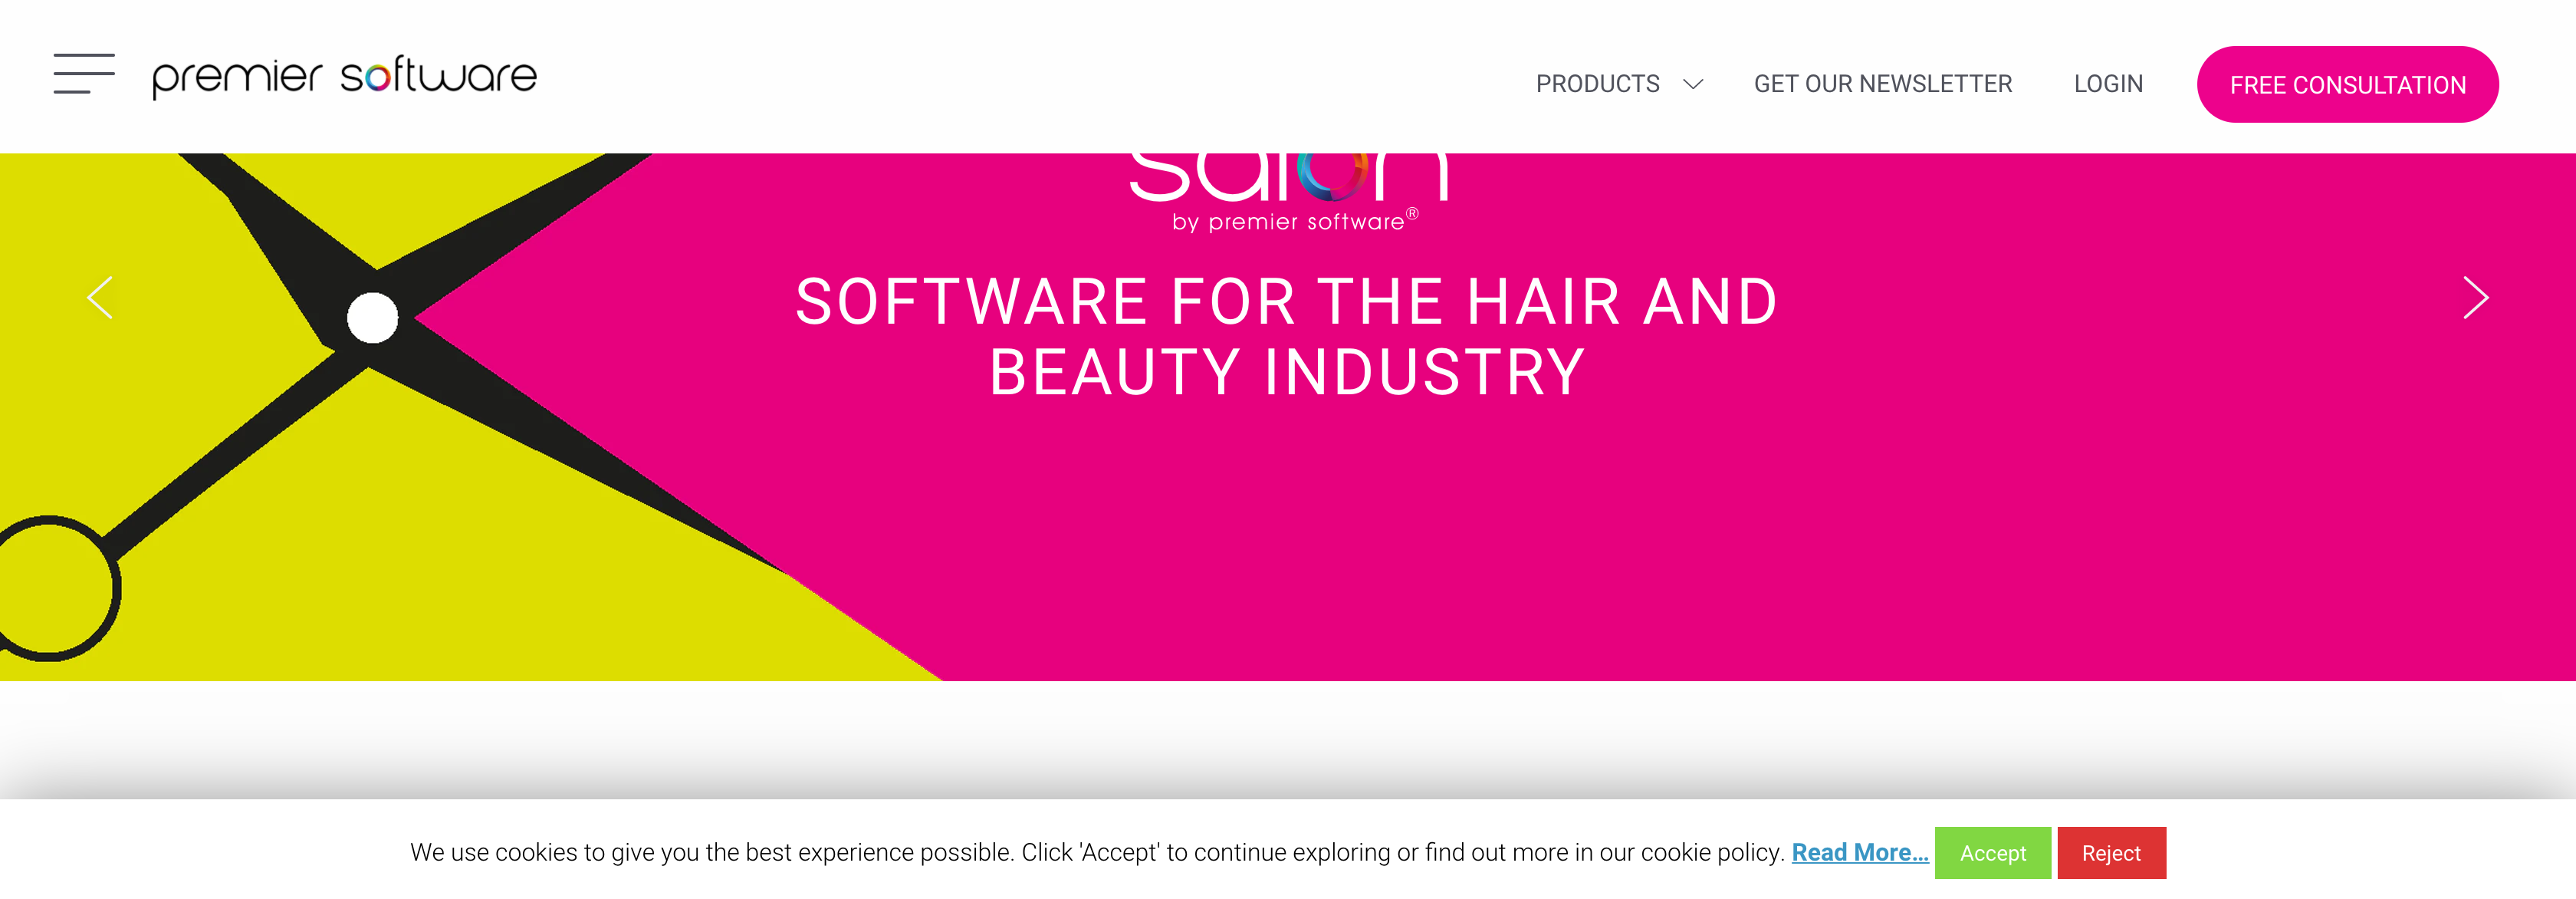 premier software
PRODUCTS
GET OUR NEWSLETTER
LOGIN
FREE CONSULTATION
salon
by premier software®
SOFTWARE FOR THE HAIR AND
BEAUTY INDUSTRY
We use cookies to give you the best experience possible. Click 'Accept' to continue exploring or find out more in our cookie policy. Read More... Accept Reject